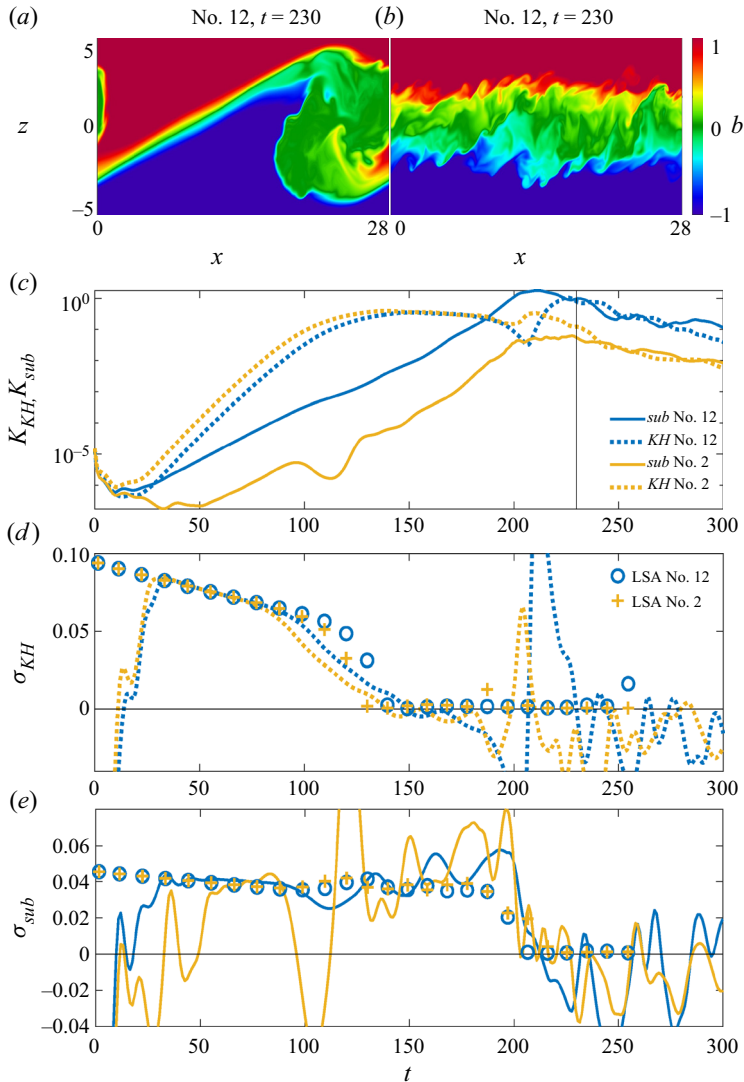 (a) No. 12, t = 230 (b) No. 12, t = 230
5
z 0
–5
0 28 0 28
x x
1
0 b
–1
(c)
10⁰
K_KH, K_sub
10⁻⁵
sub No. 12
KH No. 12
sub No. 2
KH No. 2
0 50 100 150 200 250 300
(d)
0.10
0.05
σ_KH
0
LSA No. 12
LSA No. 2
0 50 100 150 200 250 300
(e)
0.06
0.04
0.02
σ_sub
0
–0.02
–0.04
0 50 100 150 200 250 300
t